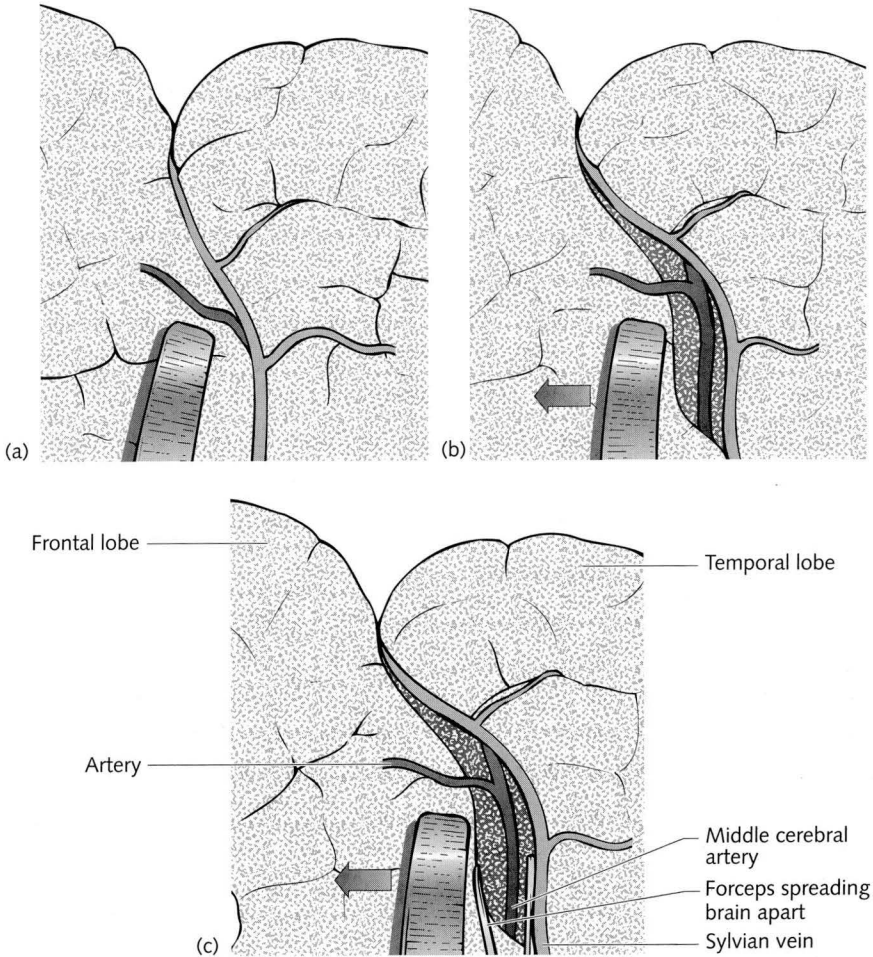 (a)
(b)
Frontal lobe
Temporal lobe
Artery
Middle cerebral
artery
Forceps spreading
brain apart
Sylvian vein
(c)